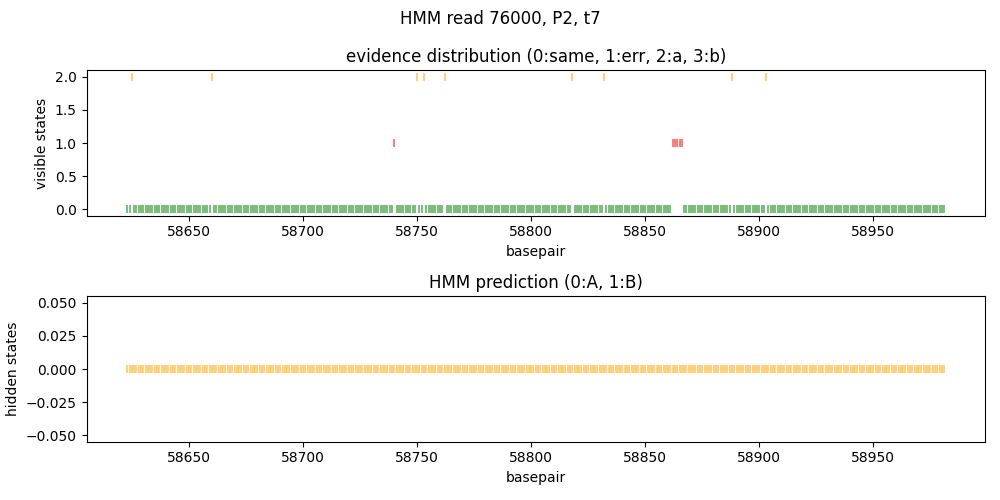 HMM read 76000, P2, t7
evidence distribution (0:same, 1:err, 2:a, 3:b)
visible states
2.0
1.5
1.0
0.5
0.0
58650 58700 58750 58800 58850 58900 58950
basepair
HMM prediction (0:A, 1:B)
hidden states
0.050
0.025
0.000
−0.025
−0.050
58650 58700 58750 58800 58850 58900 58950
basepair